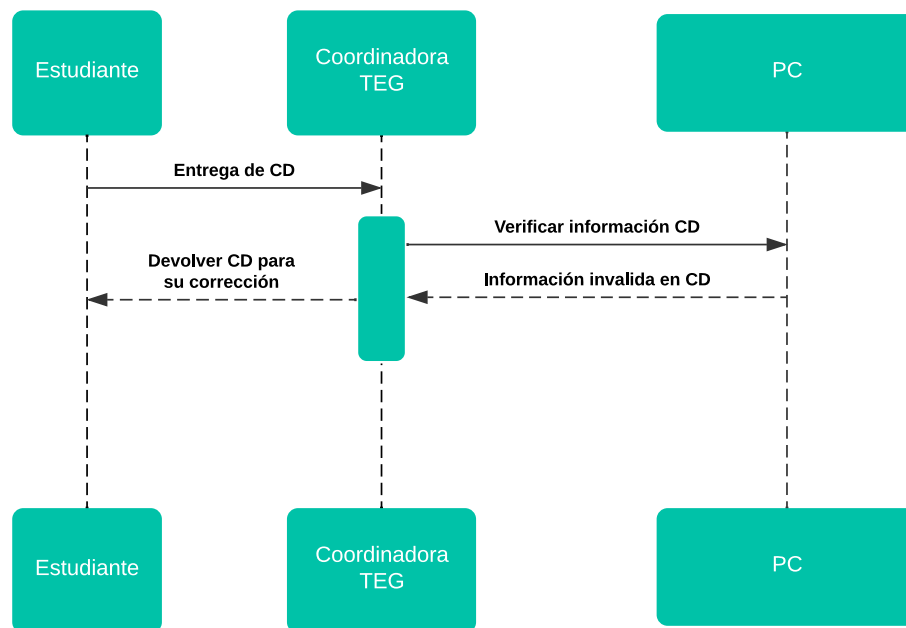 Estudiante
Coordinadora
TEG
PC
Entrega de CD
Verificar información CD
Devolver CD para
su corrección
Información invalida en CD
Estudiante
Coordinadora
TEG
PC